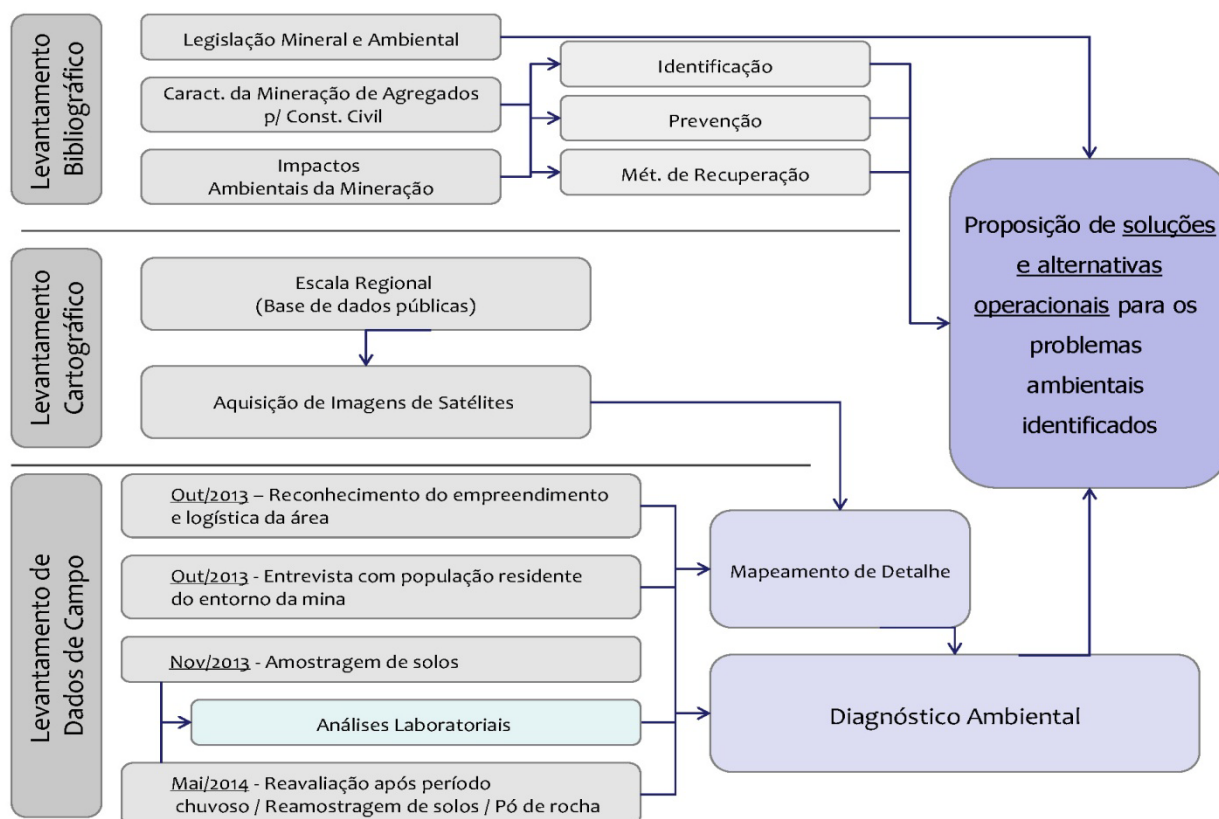 Levantamento
Bibliográfico
Legislação Mineral e Ambiental
Caract. da Mineração de Agregados
p/ Const. Civil
Impactos
Ambientais da Mineração
Identificação
Prevenção
Mét. de Recuperação
Proposição de soluções
e alternativas
operacionais para os
problemas
ambientais
identificados
Levantamento
Cartográfico
Escala Regional
(Base de dados públicas)
Aquisição de Imagens de Satélites
Levantamento de
Dados de Campo
Out/2013 – Reconhecimento do empreendimento
e logística da área
Out/2013 - Entrevista com população residente
do entorno da mina
Nov/2013 - Amostragem de solos
Análises Laboratoriais
Mai/2014 - Reavaliação após período
chuvoso / Reamostragem de solos / Pó de rocha
Mapeamento de Detalhe
Diagnóstico Ambiental